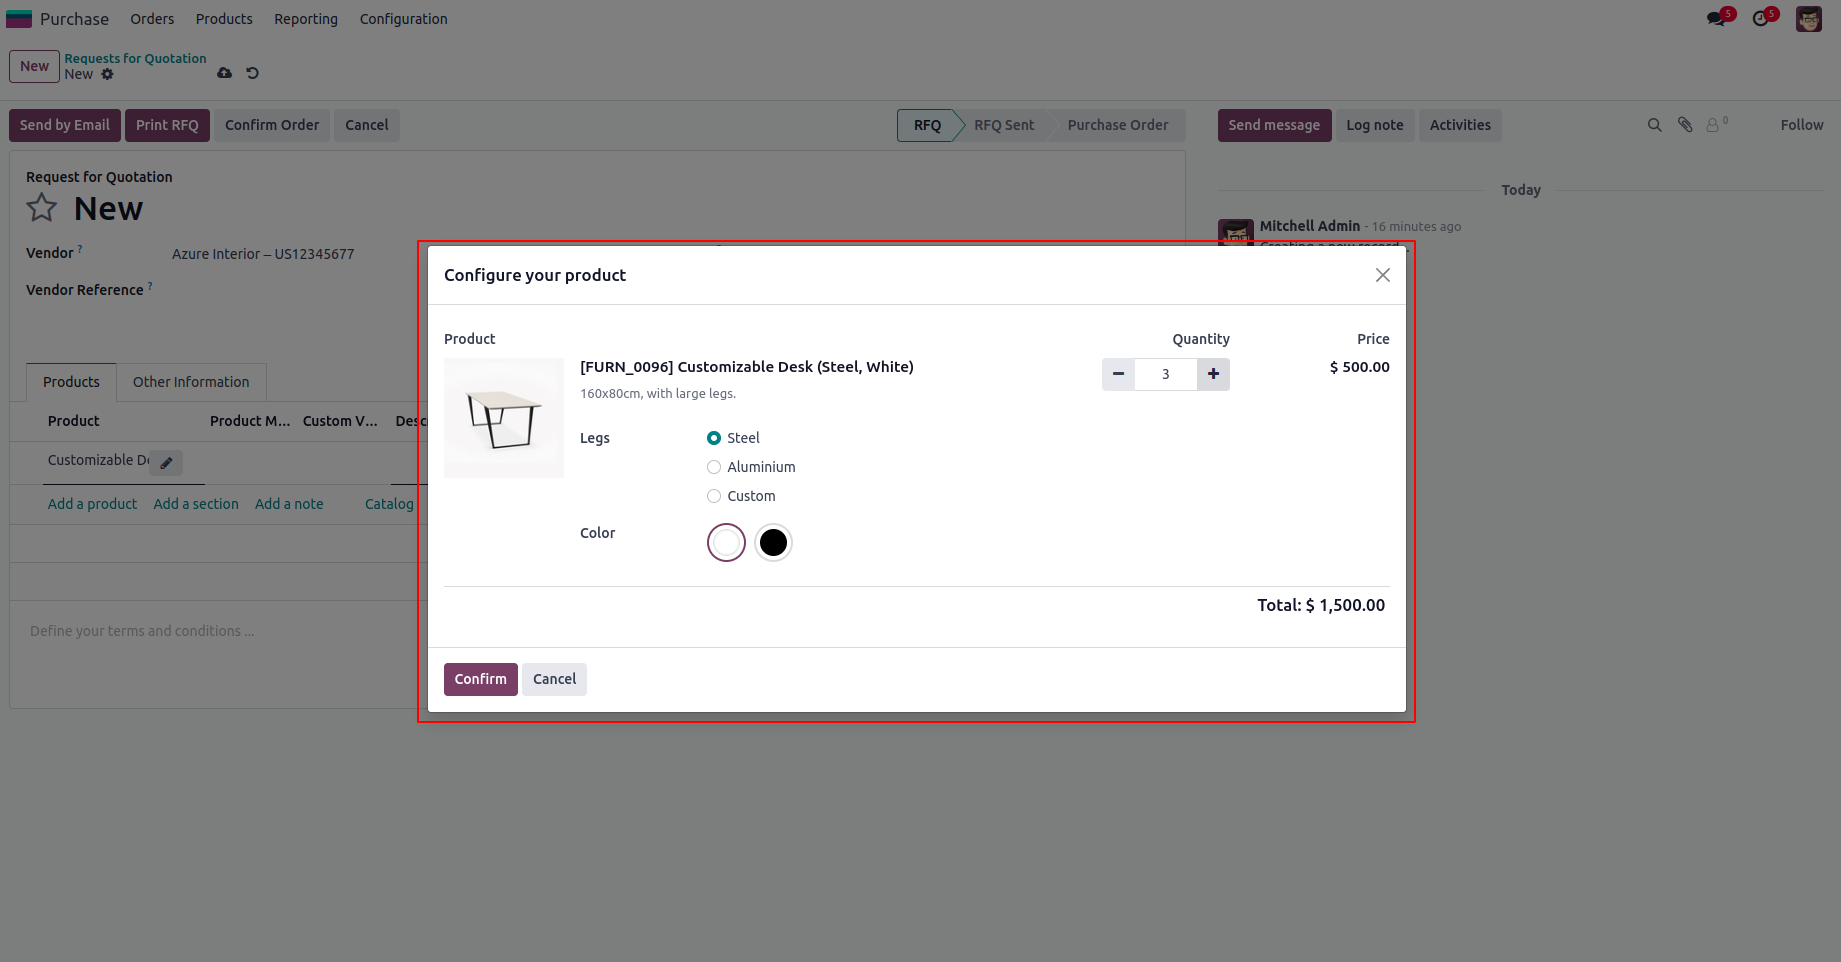 Purchase Orders Products Reporting Configuration 5 5
New Requests for Quotation
New
Send by Email Print RFQ Confirm Order Cancel RFQ RFQ Sent Purchase Order Send message Log note Activities 0 Follow
Request for Quotation
New
Today
Mitchell Admin - 16 minutes ago
Creating a new record...
Vendor ? Azure Interior – US12345677
Vendor Reference ?
Products Other Information
Product Product M... Custom V... Desc
Customizable De
Add a product Add a section Add a note Catalog
Define your terms and conditions ...
Configure your product
Product Quantity Price
[FURN_0096] Customizable Desk (Steel, White) 3 $ 500.00
160x80cm, with large legs.
Legs Steel
Aluminium
Custom
Color
Total: $ 1,500.00
Confirm Cancel